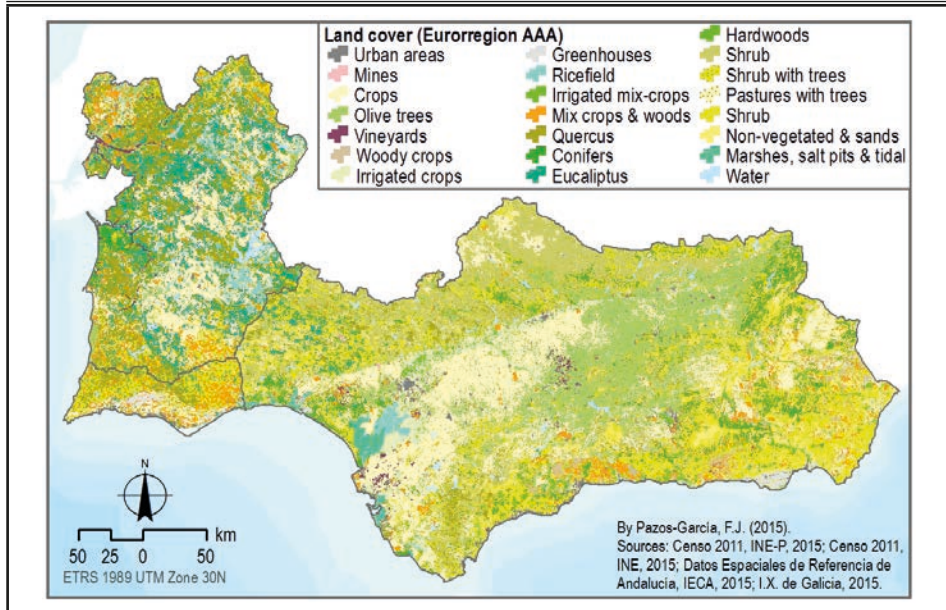 Land cover (Eurorregion AAA)
Urban areas
Mines
Crops
Olive trees
Vineyards
Woody crops
Irrigated crops
Greenhouses
Ricefield
Irrigated mix-crops
Mix crops & woods
Quercus
Conifers
Eucaliptus
Hardwoods
Shrub
Shrub with trees
Pastures with trees
Shrub
Non-vegetated & sands
Marshes, salt pits & tidal
Water
N
km
50 25 0 50
ETRS 1989 UTM Zone 30N
By Pazos-García, F.J. (2015).
Sources: Censo 2011, INE-P, 2015; Censo 2011,
INE, 2015; Datos Espaciales de Referencia de
Andalucía, IECA, 2015; I.X. de Galicia, 2015.